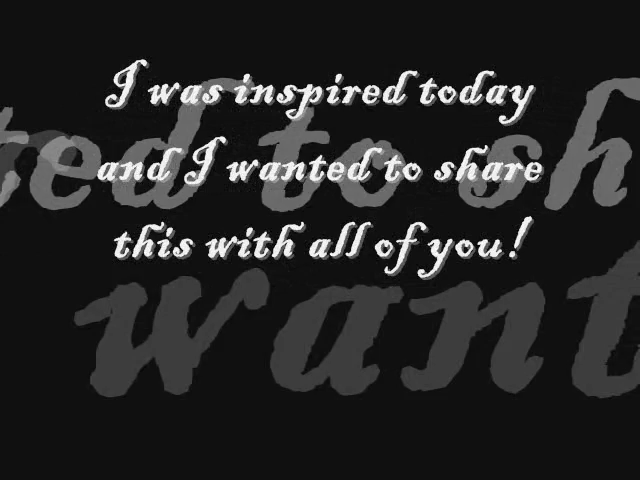 I was inspired today
and I wanted to share
this with all of you!
ted to sh
want